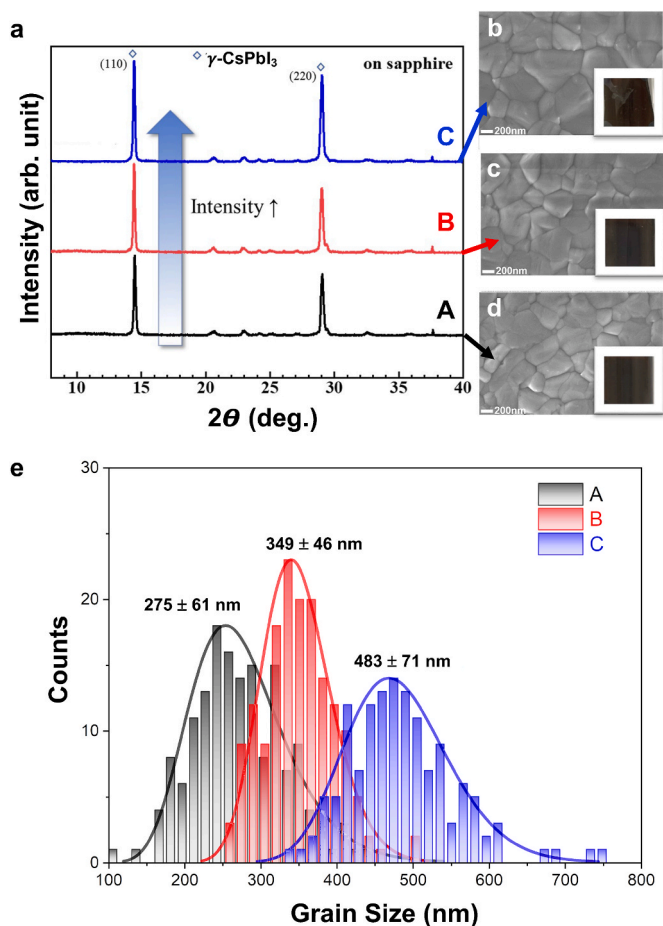 a
γ-CsPbI₃
(110)
(220)
on sapphire
C
Intensity ↑
B
A
Intensity (arb. unit)
10
15
20
25
30
35
40
2θ (deg.)
b
200nm
c
200nm
d
200nm
e
30
20
10
0
Counts
A
B
C
349 ± 46 nm
275 ± 61 nm
483 ± 71 nm
100
200
300
400
500
600
700
800
Grain Size (nm)